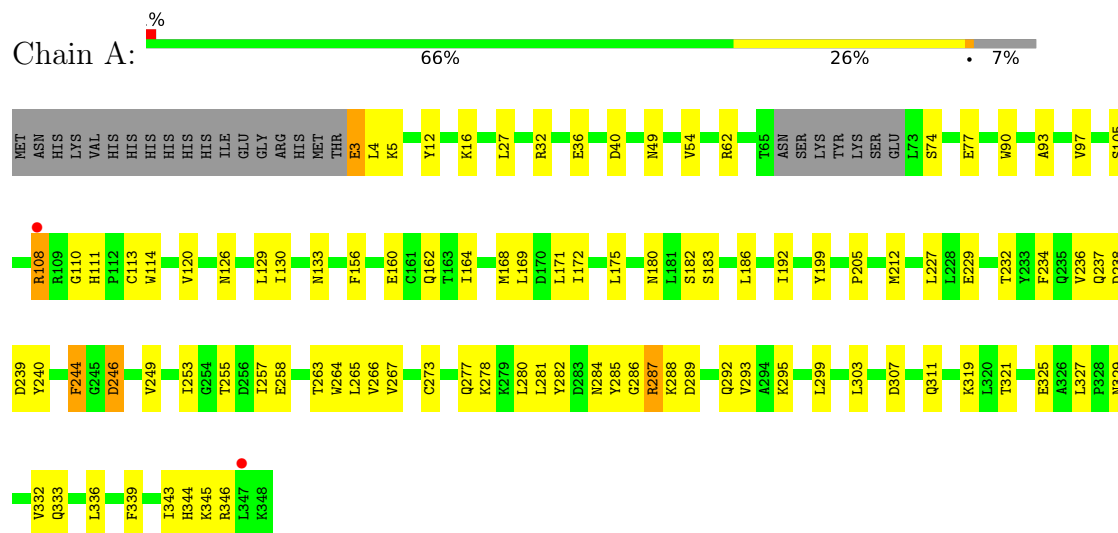 %
Chain A:
66% 26% • 7%
MET ASN HIS LYS VAL HIS HIS HIS HIS HIS HIS ILE GLU GLY ARG HIS MET THR E3 L4 K5 Y12 K16 L27 R32 E36 D40 N49 V54 R62 T65 ASN SER LYS TYR LYS SER GLU L73 S74 E77 W90 A93 V97 S105
R108 R109 G110 H111 P112 C113 W114 V120 N126 L129 I130 N133 F156 E160 C161 Q162 T163 I164 M168 L169 D170 L171 I172 L175 N180 L181 S182 S183 L186 I192 Y199 P205 M212 L227 L228 E229 T232 Y233 F234 Q235 V236 Q237
D239 Y240 F244 G245 D246 V249 I253 G254 T255 D256 I257 E258 T263 W264 L265 V266 V267 C273 Q277 K278 K279 L280 L281 Y282 D283 N284 Y285 G286 R287 K288 D289 Q292 V293 A294 K295 L299 L303 D307 Q311 K319 L320 T321 E325 A326 L327 P328 N329
V332 Q333 L336 F339 I343 H344 K345 R346 L347 K348